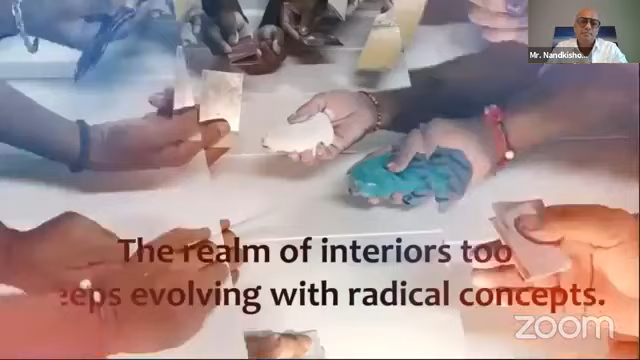 Mr. Nandkisho...
The realm of interiors too
eeps evolving with radical concepts.
zoom